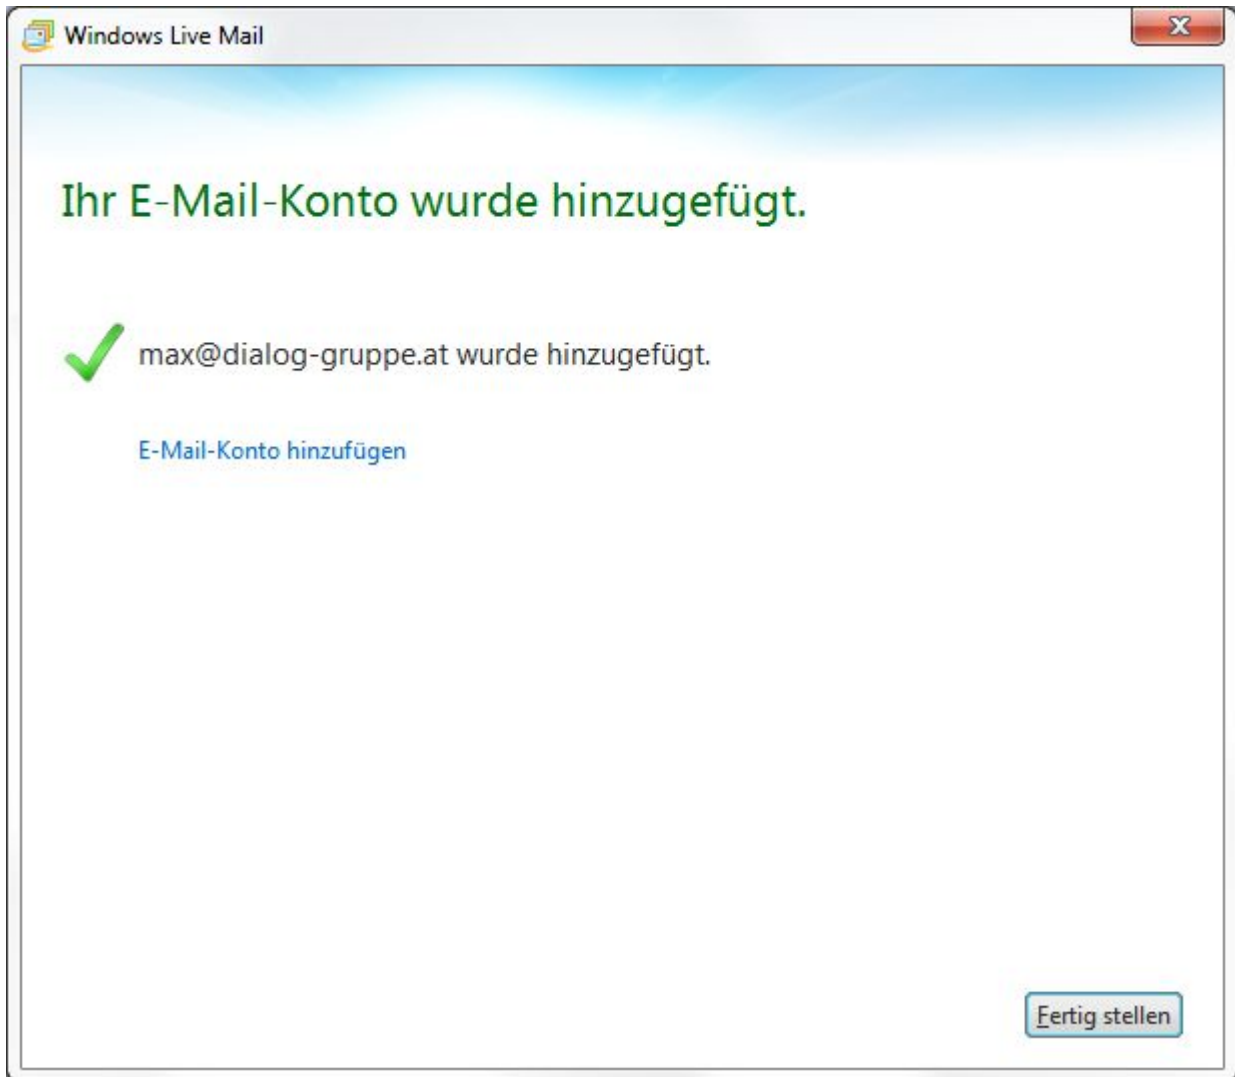 Windows Live Mail
Ihr E-Mail-Konto wurde hinzugefügt.
max@dialog-gruppe.at wurde hinzugefügt.
E-Mail-Konto hinzufügen
Fertig stellen